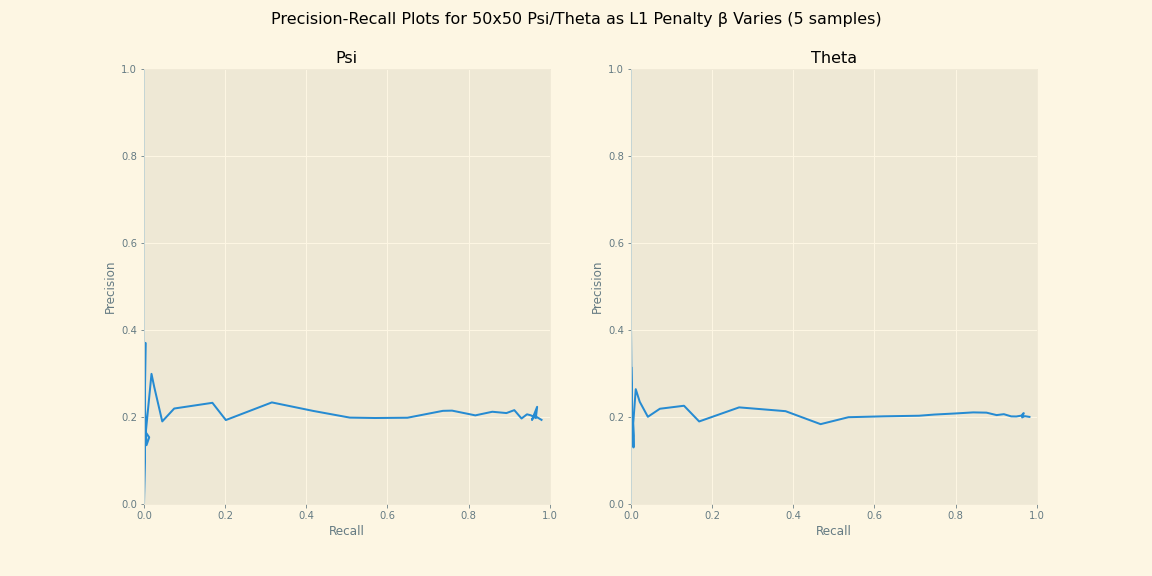 Precision-Recall Plots for 50x50 Psi/Theta as L1 Penalty β Varies (5 samples)
Psi
1.0
0.8
0.6
0.4
0.2
0.0
Precision
0.0 0.2 0.4 0.6 0.8 1.0
Recall
Theta
1.0
0.8
0.6
0.4
0.2
0.0
Precision
0.0 0.2 0.4 0.6 0.8 1.0
Recall